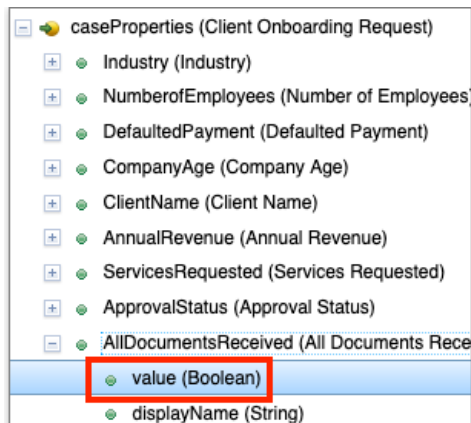 caseProperties (Client Onboarding Request)
Industry (Industry)
NumberofEmployees (Number of Employees)
DefaultedPayment (Defaulted Payment)
CompanyAge (Company Age)
ClientName (Client Name)
AnnualRevenue (Annual Revenue)
ServicesRequested (Services Requested)
ApprovalStatus (Approval Status)
AllDocumentsReceived (All Documents Rece
value (Boolean)
displayName (String)